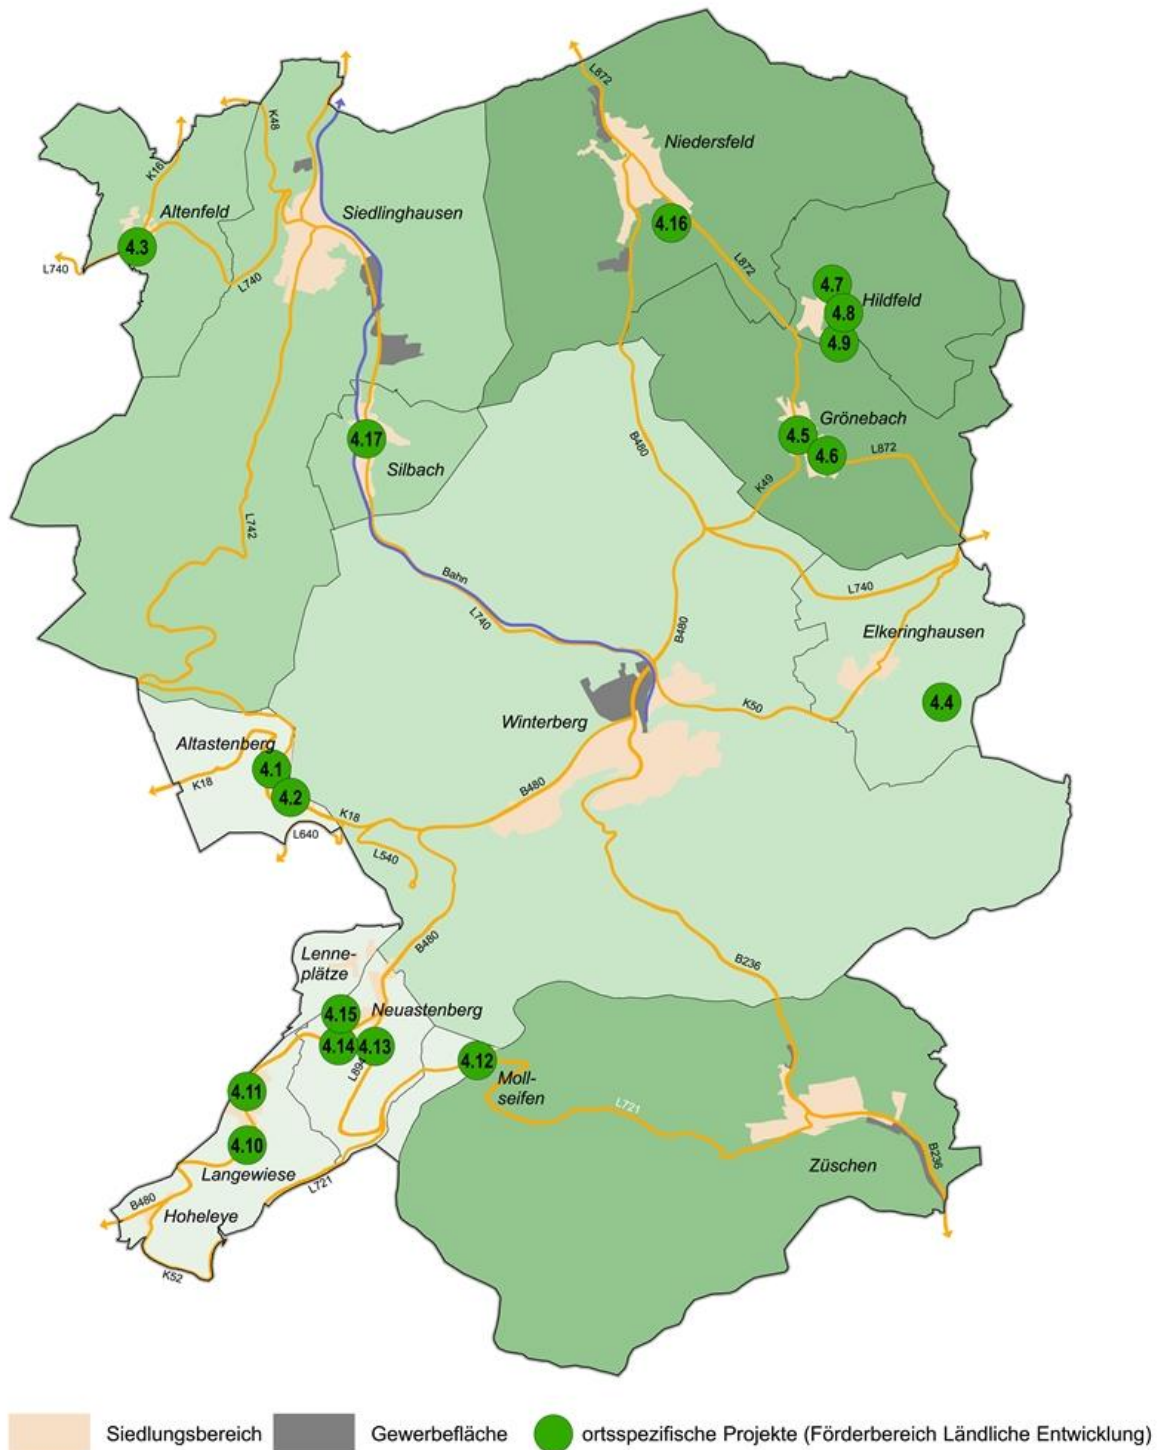 L872
Niedersfeld
K48
K16
Altenfeld
Siedlinghausen
4.16
4.3
L740
L740
L872
4.7
Hildfeld
4.8
4.9
Grönebach
4.5
4.6
L872
4.17
Silbach
B480
K49
L742
Bahn
L740
L740
B480
Elkeringhausen
4.4
K50
Winterberg
Altastenberg
4.1
K18
4.2
B480
K18
L640
L540
B480
Lenne-
plätze
B236
4.15
Neuastenberg
4.14
4.13
L894
4.12
Moll-
seifen
4.11
L721
4.10
Langewiese
L721
Züschen
B236
B480
Hoheleye
K52
Siedlungsbereich
Gewerbefläche
ortsspezifische Projekte (Förderbereich Ländliche Entwicklung)